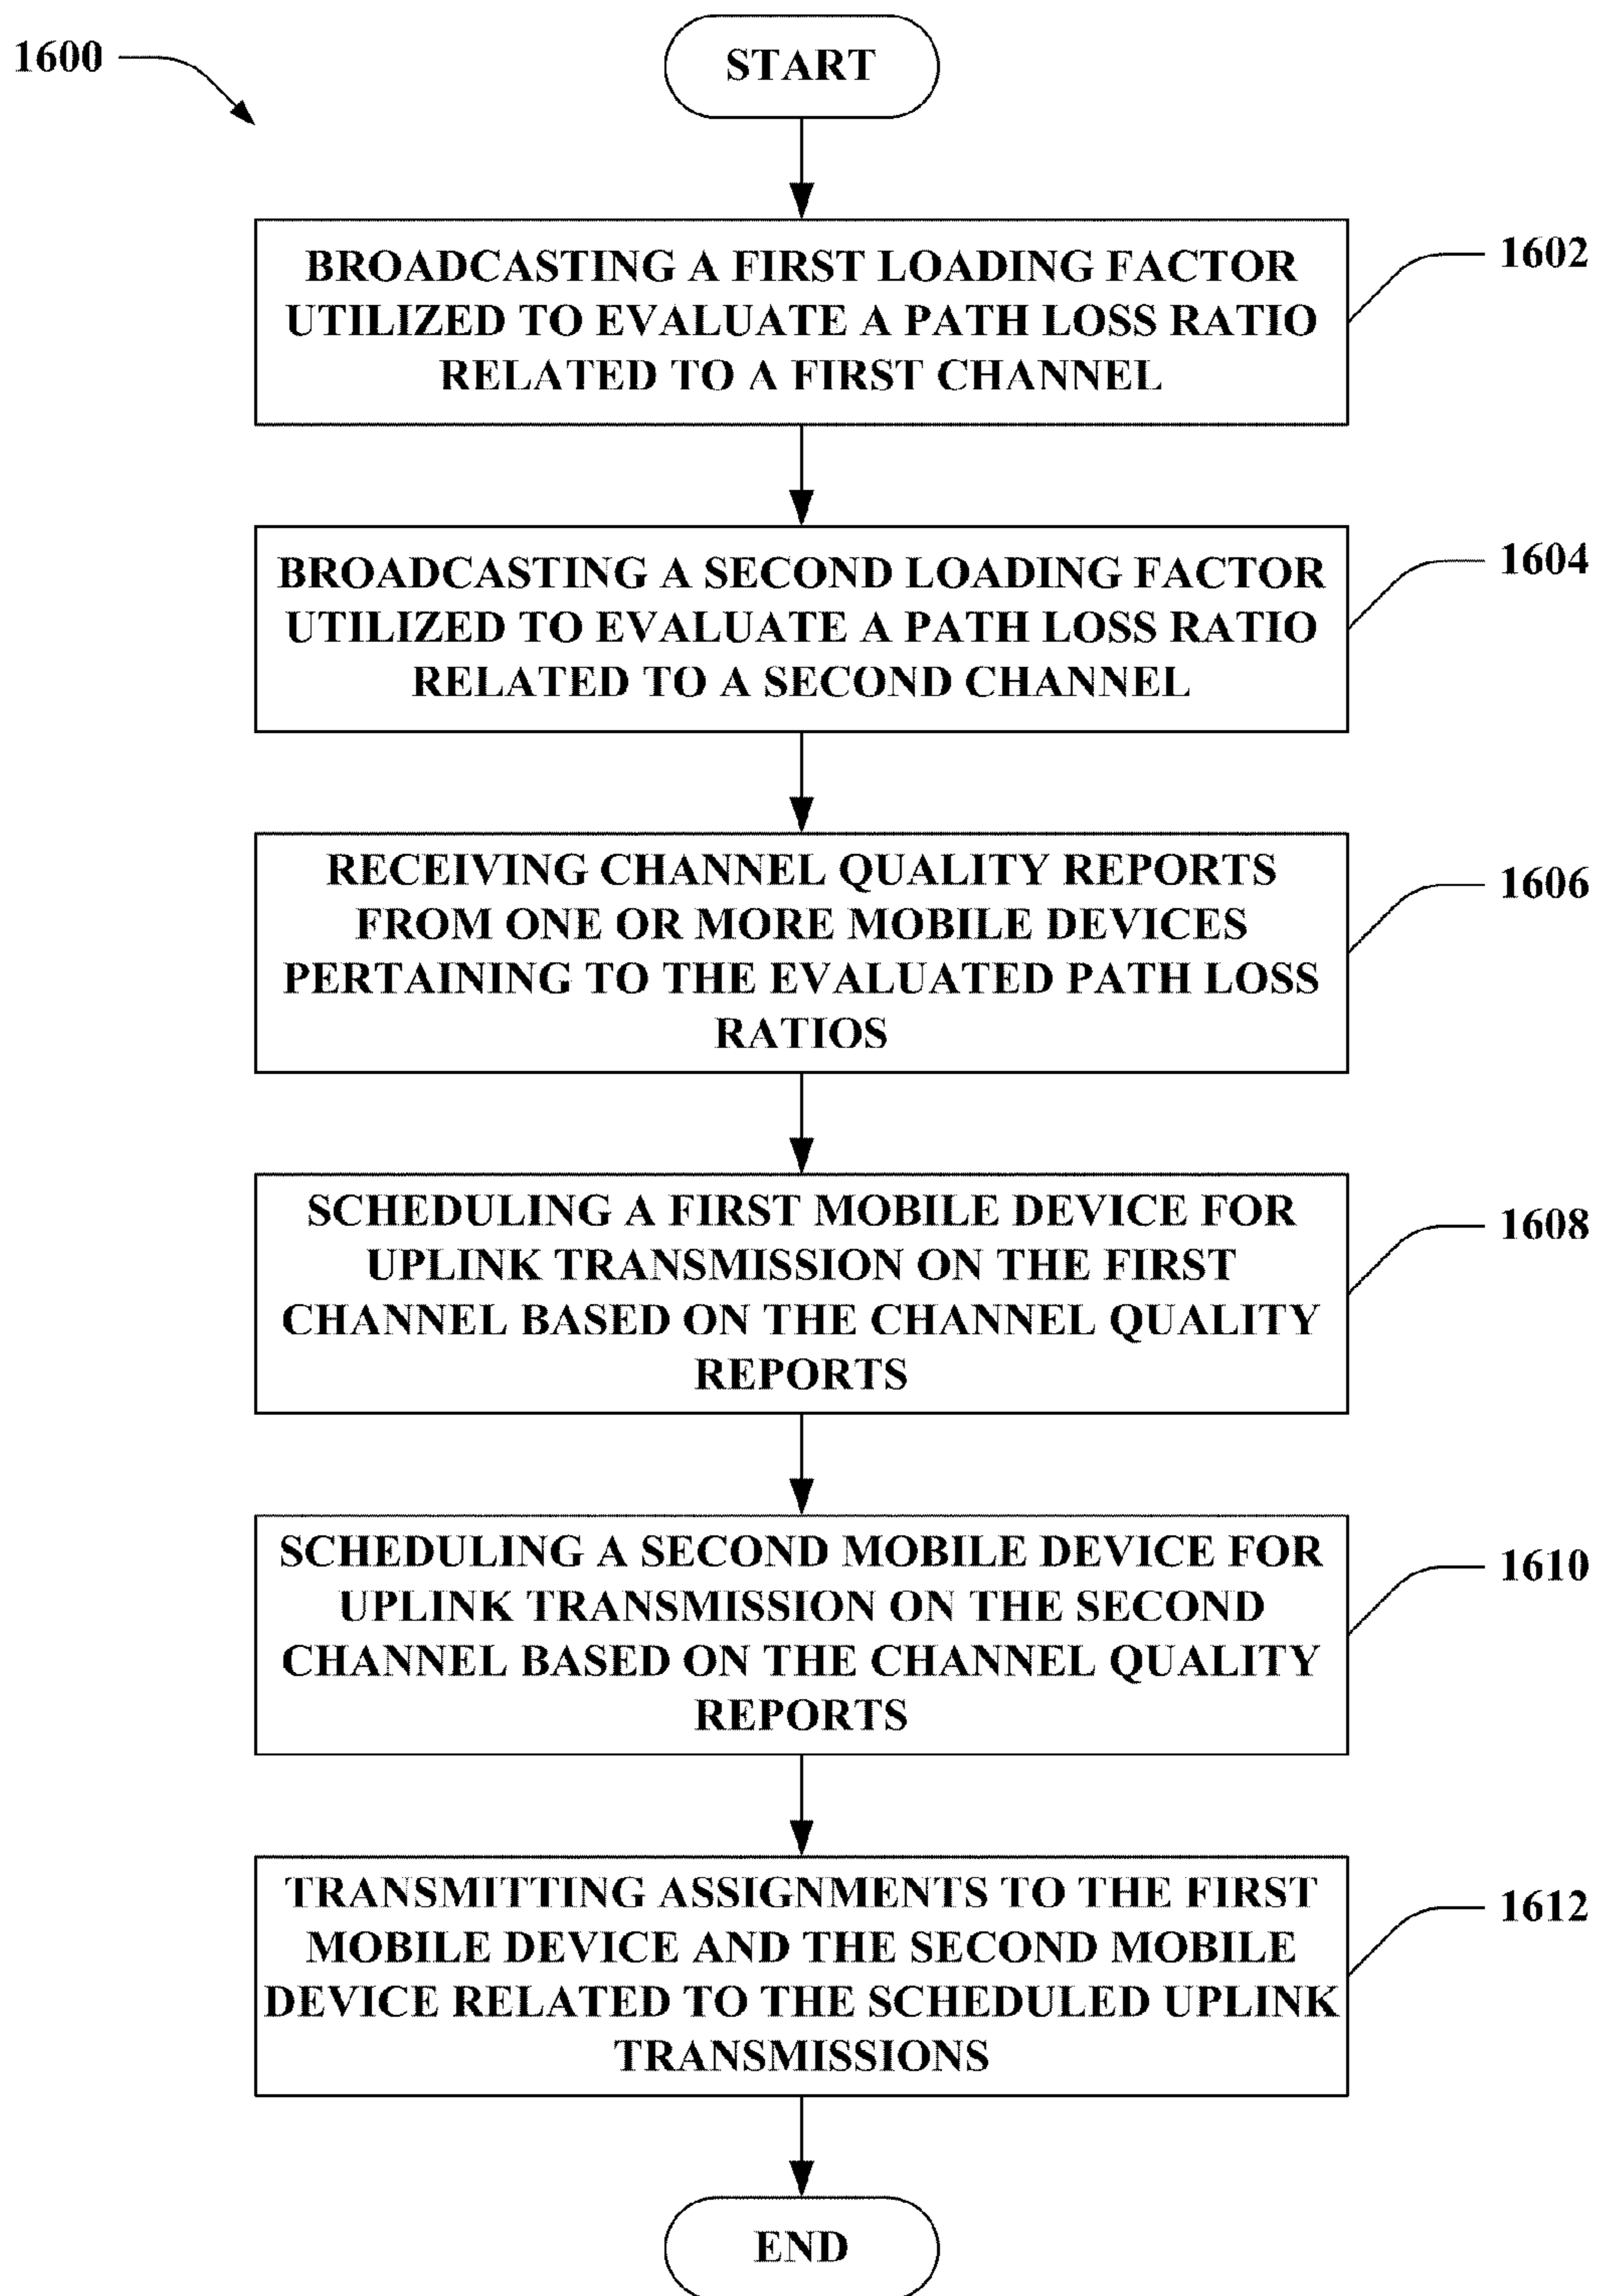 1600
START
BROADCASTING A FIRST LOADING FACTOR
UTILIZED TO EVALUATE A PATH LOSS RATIO
RELATED TO A FIRST CHANNEL
1602
BROADCASTING A SECOND LOADING FACTOR
UTILIZED TO EVALUATE A PATH LOSS RATIO
RELATED TO A SECOND CHANNEL
1604
RECEIVING CHANNEL QUALITY REPORTS
FROM ONE OR MORE MOBILE DEVICES
PERTAINING TO THE EVALUATED PATH LOSS
RATIOS
1606
SCHEDULING A FIRST MOBILE DEVICE FOR
UPLINK TRANSMISSION ON THE FIRST
CHANNEL BASED ON THE CHANNEL QUALITY
REPORTS
1608
SCHEDULING A SECOND MOBILE DEVICE FOR
UPLINK TRANSMISSION ON THE SECOND
CHANNEL BASED ON THE CHANNEL QUALITY
REPORTS
1610
TRANSMITTING ASSIGNMENTS TO THE FIRST
MOBILE DEVICE AND THE SECOND MOBILE
DEVICE RELATED TO THE SCHEDULED UPLINK
TRANSMISSIONS
1612
END